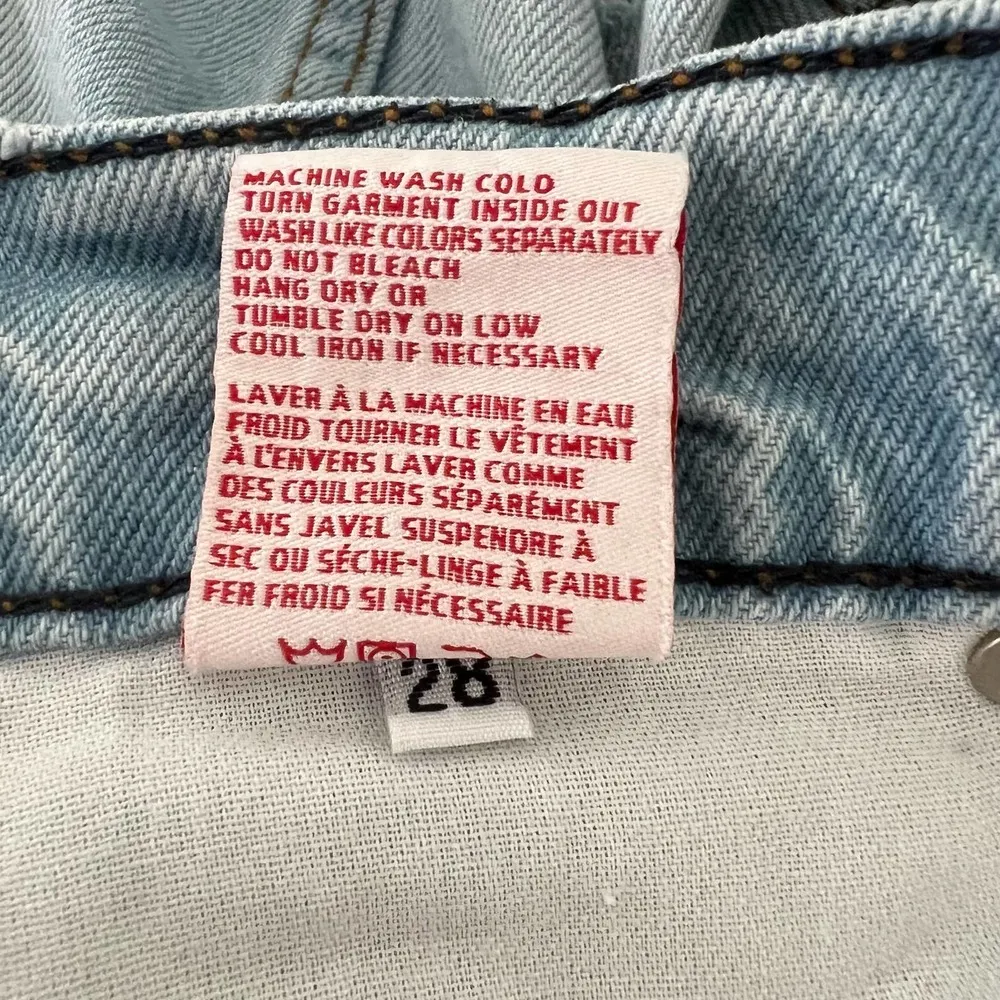 MACHINE WASH COLD
TURN GARMENT INSIDE OUT
WASH LIKE COLORS SEPARATELY
DO NOT BLEACH
HANG DRY OR
TUMBLE DRY ON LOW
COOL IRON IF NECESSARY
LAVER À LA MACHINE EN EAU
FROID TOURNER LE VÊTEMENT
À L'ENVERS LAVER COMME
DES COULEURS SÉPARÉMENT
SANS JAVEL SUSPENDRE À
SEC OU SÉCHE-LINGE À FAIBLE
FER FROID SI NÉCESSAIRE
28